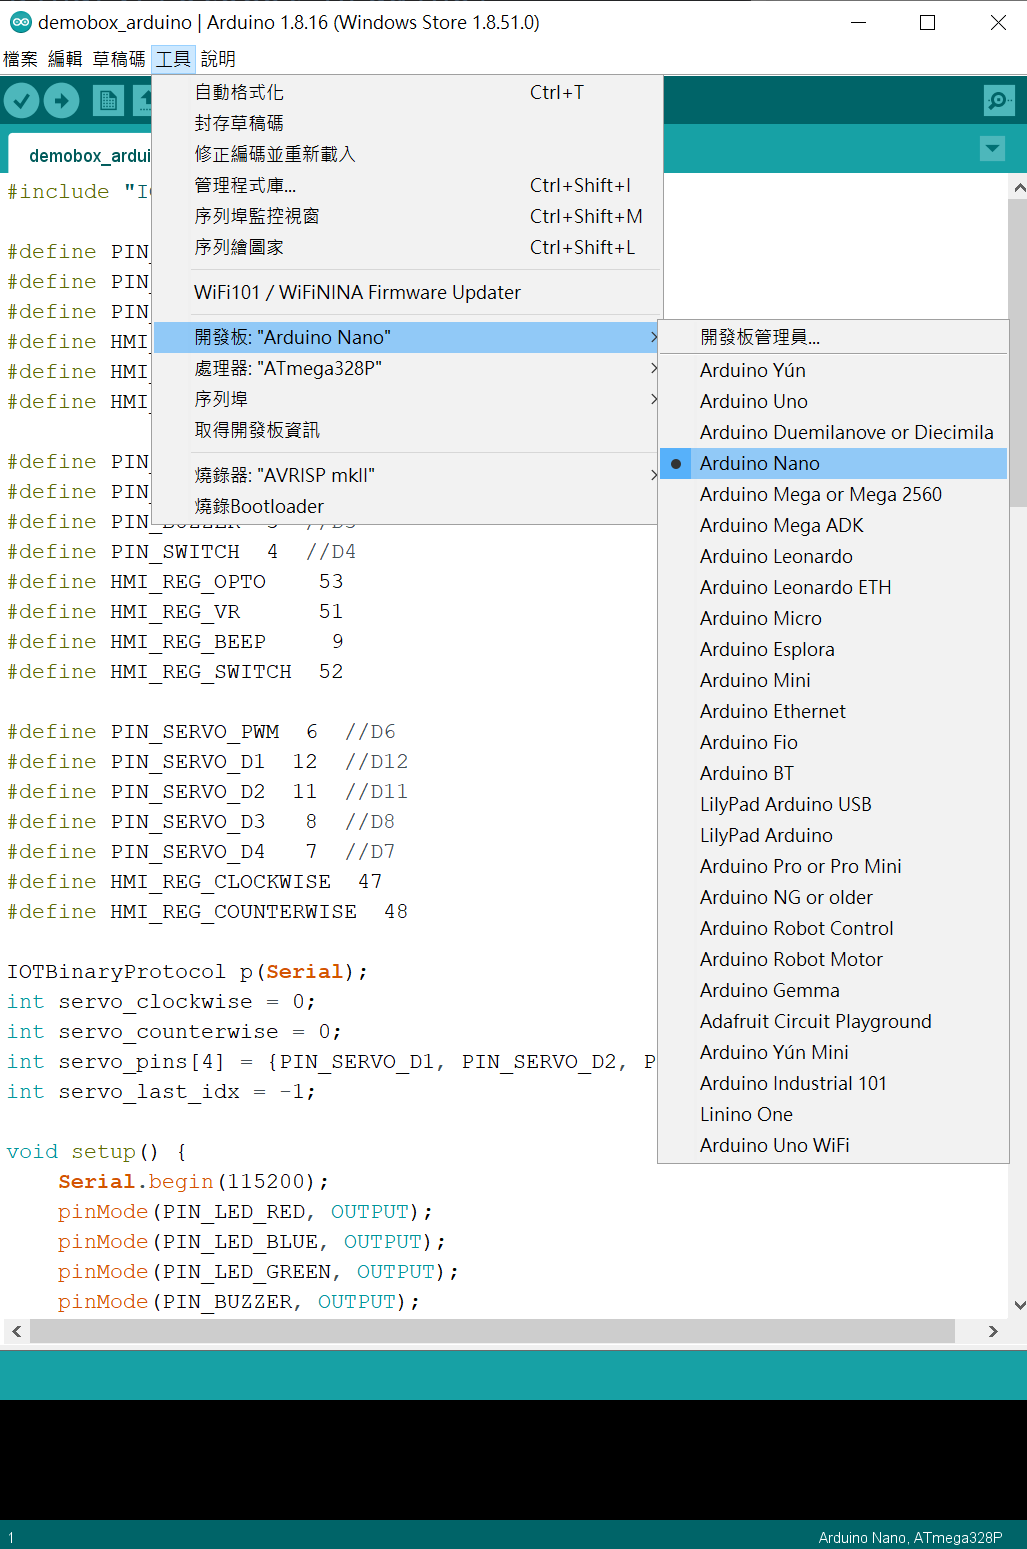 demobox_arduino | Arduino 1.8.16 (Windows Store 1.8.51.0)
檔案 編輯 草稿碼 工具 說明
自動格式化 Ctrl+T
封存草稿碼
修正編碼並重新載入
管理程式庫... Ctrl+Shift+I
序列埠監控視窗 Ctrl+Shift+M
序列繪圖家 Ctrl+Shift+L
WiFi101 / WiFiNINA Firmware Updater
開發板: "Arduino Nano"
處理器: "ATmega328P"
序列埠
取得開發板資訊
燒錄器: "AVRISP mkII"
燒錄Bootloader
開發板管理員...
Arduino Yún
Arduino Uno
Arduino Duemilanove or Diecimila
Arduino Nano
Arduino Mega or Mega 2560
Arduino Mega ADK
Arduino Leonardo
Arduino Leonardo ETH
Arduino Micro
Arduino Esplora
Arduino Mini
Arduino Ethernet
Arduino Fio
Arduino BT
LilyPad Arduino USB
LilyPad Arduino
Arduino Pro or Pro Mini
Arduino NG or older
Arduino Robot Control
Arduino Robot Motor
Arduino Gemma
Adafruit Circuit Playground
Arduino Yún Mini
Arduino Industrial 101
Linino One
Arduino Uno WiFi
demobox_ardui
#include "I
#define PIN_
#define PIN_
#define PIN_
#define HMI_
#define HMI_
#define HMI_
#define PIN_
#define PIN_
#define PIN_BUZZER 3 //D3
#define PIN_SWITCH 4 //D4
#define HMI_REG_OPTO 53
#define HMI_REG_VR 51
#define HMI_REG_BEEP 9
#define HMI_REG_SWITCH 52
#define PIN_SERVO_PWM 6 //D6
#define PIN_SERVO_D1 12 //D12
#define PIN_SERVO_D2 11 //D11
#define PIN_SERVO_D3 8 //D8
#define PIN_SERVO_D4 7 //D7
#define HMI_REG_CLOCKWISE 47
#define HMI_REG_COUNTERWISE 48
IOTBinaryProtocol p(Serial);
int servo_clockwise = 0;
int servo_counterwise = 0;
int servo_pins[4] = {PIN_SERVO_D1, PIN_SERVO_D2, P
int servo_last_idx = -1;
void setup() {
Serial.begin(115200);
pinMode(PIN_LED_RED, OUTPUT);
pinMode(PIN_LED_BLUE, OUTPUT);
pinMode(PIN_LED_GREEN, OUTPUT);
pinMode(PIN_BUZZER, OUTPUT);
1 Arduino Nano, ATmega328P